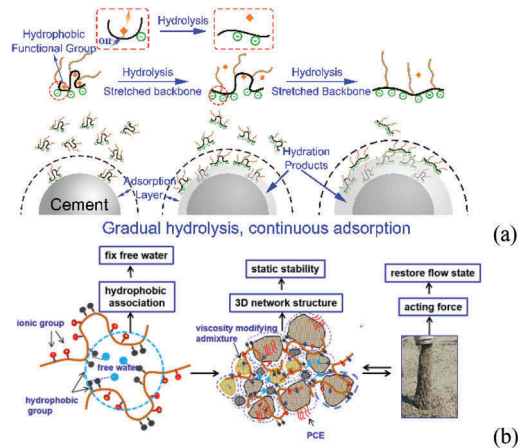 (a)
Hydrolysis
OH
Hydrophobic
Functional Group
Hydrolysis
Stretched Backbone
Hydrolysis
Stretched Backbone
Hydration
Products
Adsorption
Layer
Cement
Gradual hydrolysis, continuous adsorption
(b)
fix free water
hydrophobic
association
ionic group
free water
hydrophobic
group
static stability
3D network structure
viscosity modifying
admixture
PCE
restore flow state
acting force